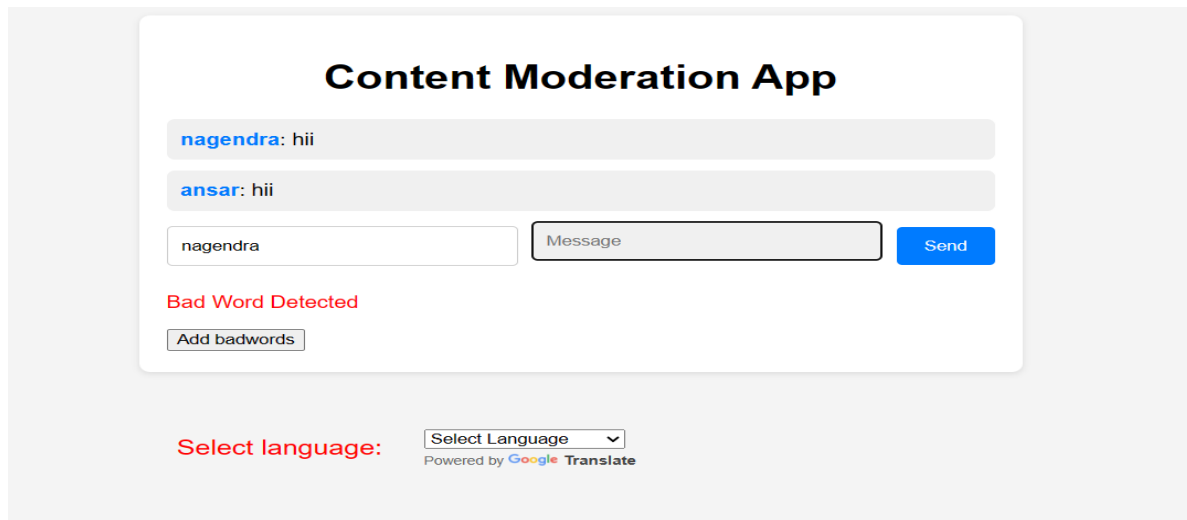 Content Moderation App
nagendra: hii
ansar: hii
nagendra Message Send
Bad Word Detected
Add badwords
Select language: Select Language
Powered by Google Translate